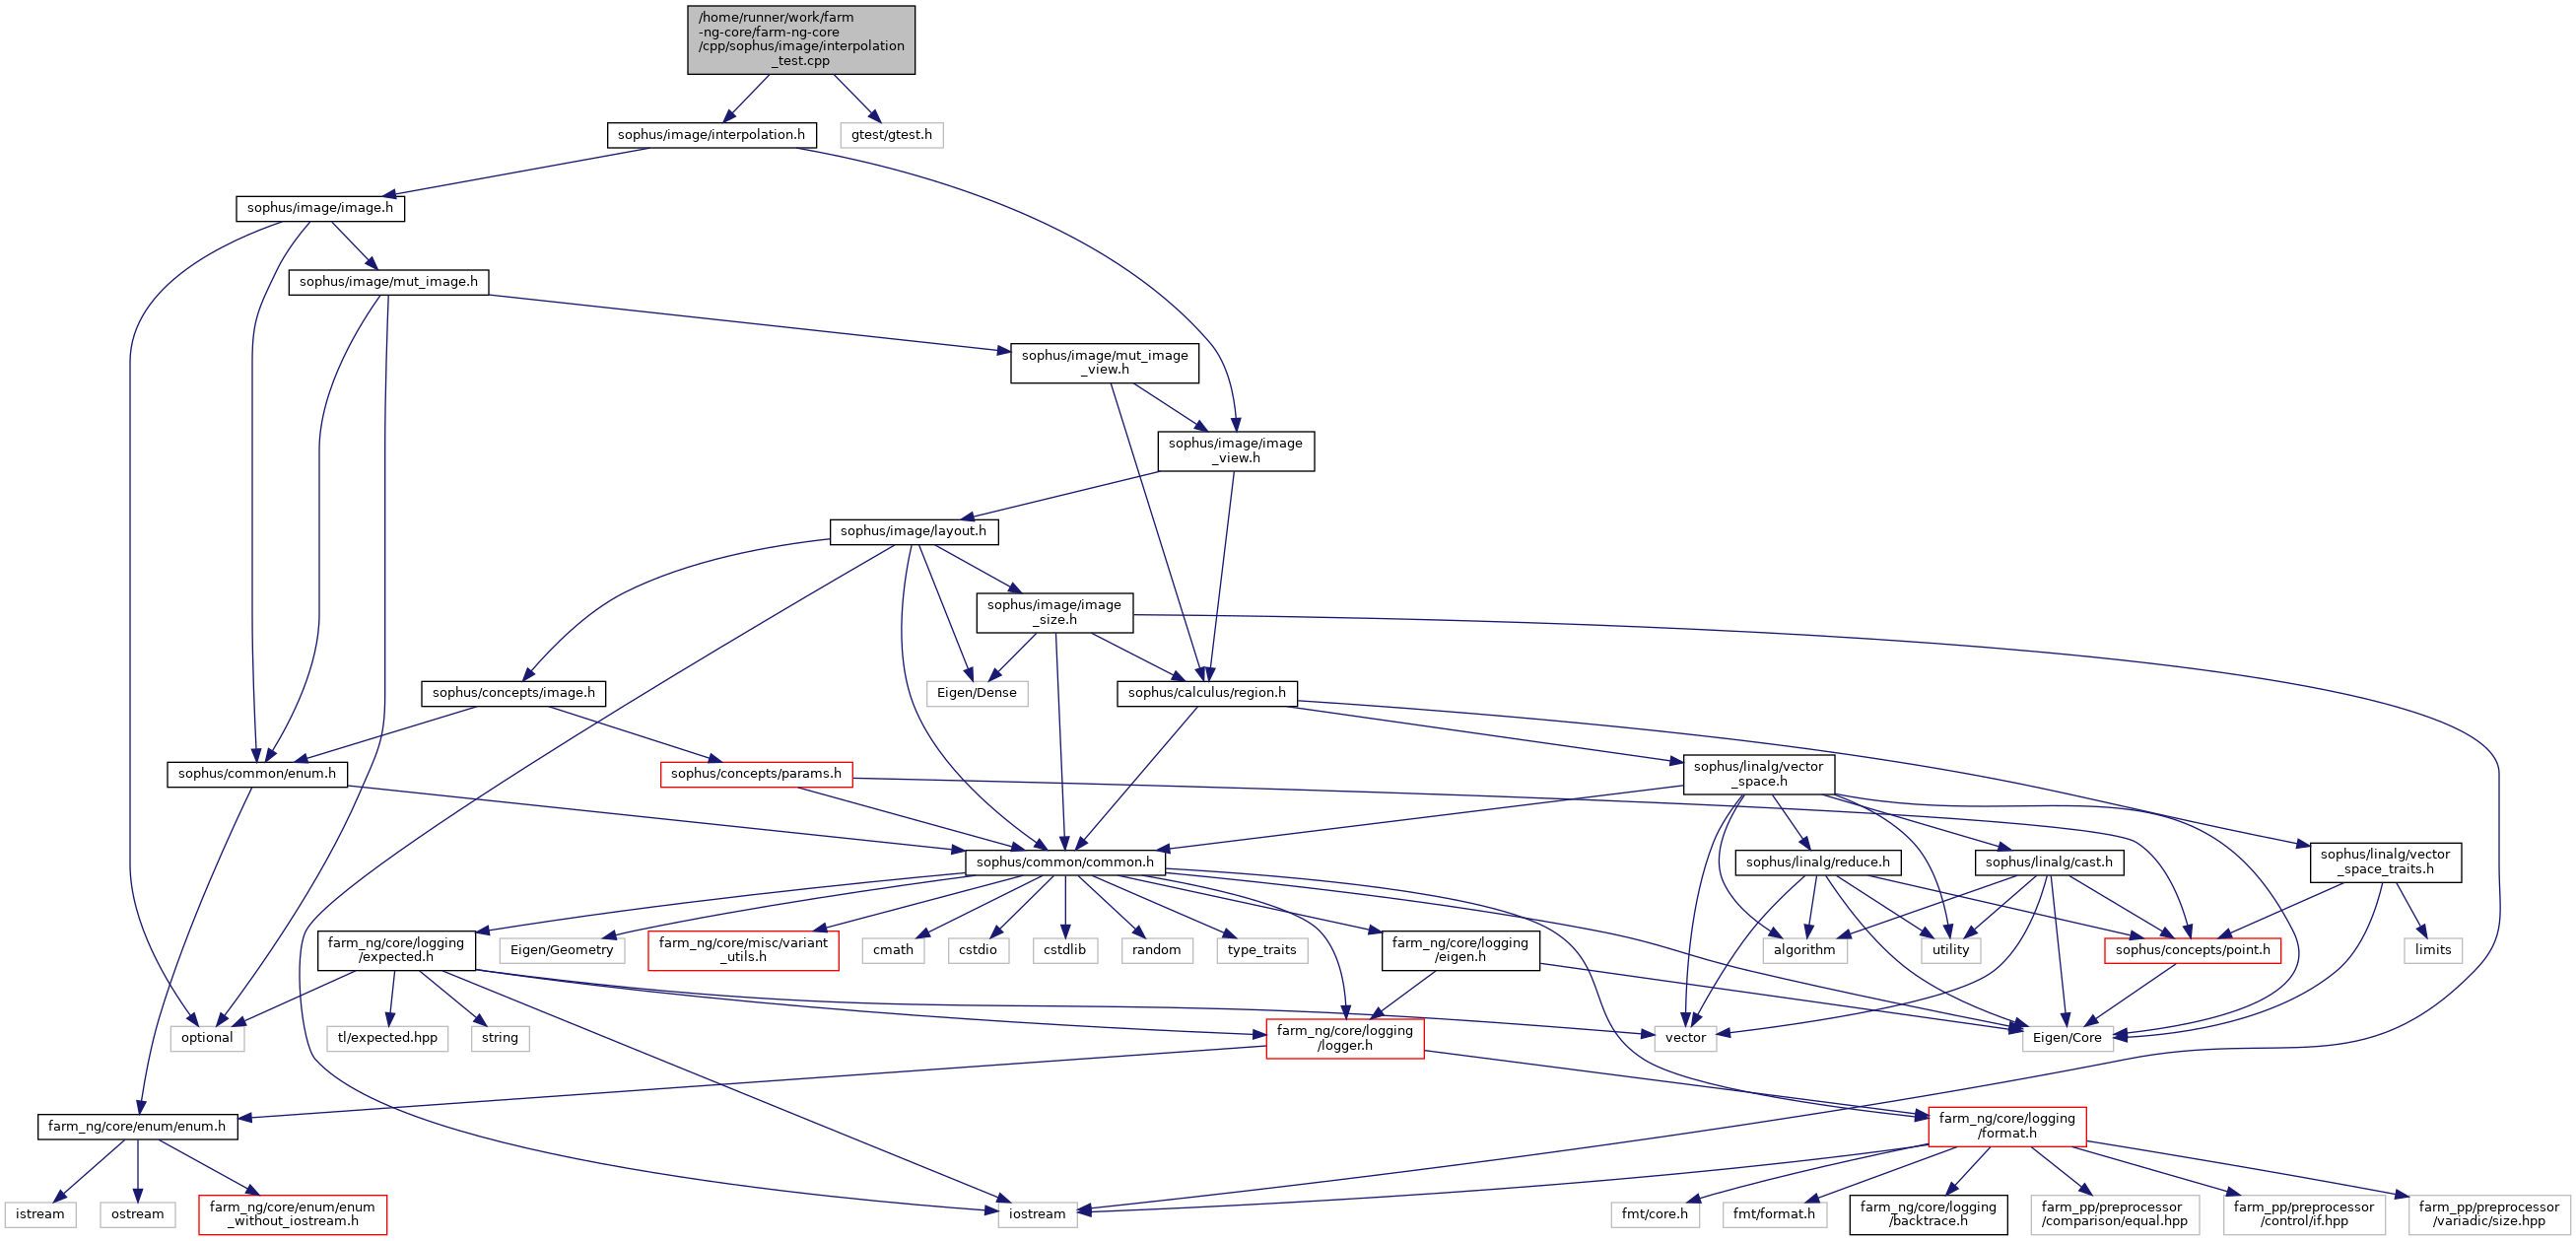 /home/runner/work/farm
-ng-core/farm-ng-core
/cpp/sophus/image/interpolation
_test.cpp
sophus/image/interpolation.h
gtest/gtest.h
sophus/image/image.h
sophus/image/mut_image.h
sophus/image/mut_image
_view.h
sophus/image/image
_view.h
sophus/image/layout.h
sophus/image/image
_size.h
sophus/concepts/image.h
Eigen/Dense
sophus/calculus/region.h
sophus/common/enum.h
sophus/concepts/params.h
sophus/linalg/vector
_space.h
sophus/common/common.h
sophus/linalg/reduce.h
sophus/linalg/cast.h
sophus/linalg/vector
_space_traits.h
farm_ng/core/logging
/expected.h
Eigen/Geometry
farm_ng/core/misc/variant
_utils.h
cmath
cstdio
cstdlib
random
type_traits
farm_ng/core/logging
/eigen.h
algorithm
utility
sophus/concepts/point.h
limits
optional
tl/expected.hpp
string
farm_ng/core/logging
/logger.h
vector
Eigen/Core
farm_ng/core/enum/enum.h
farm_ng/core/logging
/format.h
istream
ostream
farm_ng/core/enum/enum
_without_iostream.h
iostream
fmt/core.h
fmt/format.h
farm_ng/core/logging
/backtrace.h
farm_pp/preprocessor
/comparison/equal.hpp
farm_pp/preprocessor
/control/if.hpp
farm_pp/preprocessor
/variadic/size.hpp